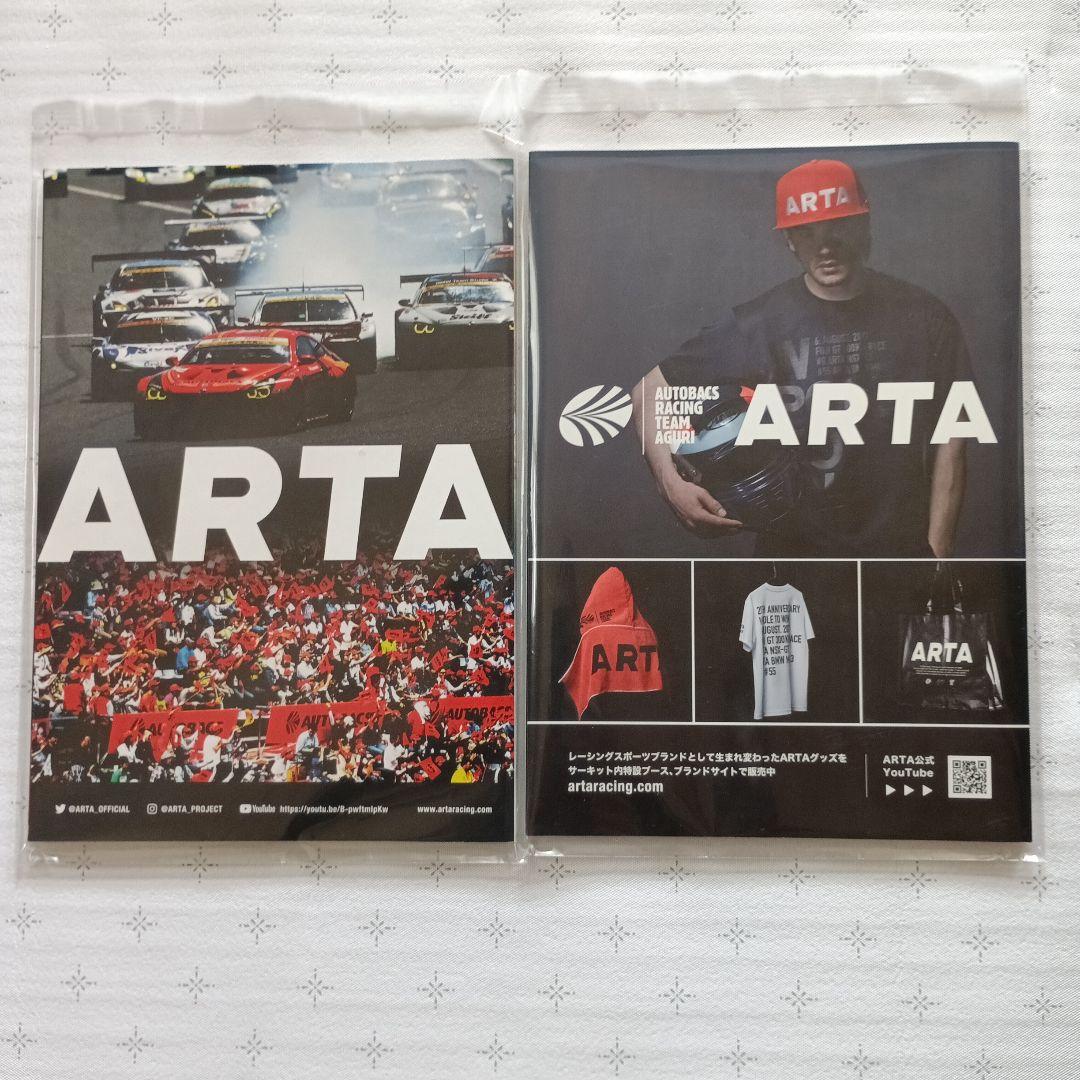 ARTA
AUTOBACS
AUTOBACS
@ARTA_OFFICIAL
@ARTA_PROJECT
YouTube https://youtu.be/B-pwftmIpKw
www.artaracing.com
ARTA
AUTOBACS
RACING
TEAM
AGURI
ARTA
ARTA
ARTA
レーシングスポーツブランドとして生まれ変わったARTAグッズを
サーキット内特設ブース、ブランドサイトで販売中
artaracing.com
ARTA公式
YouTube